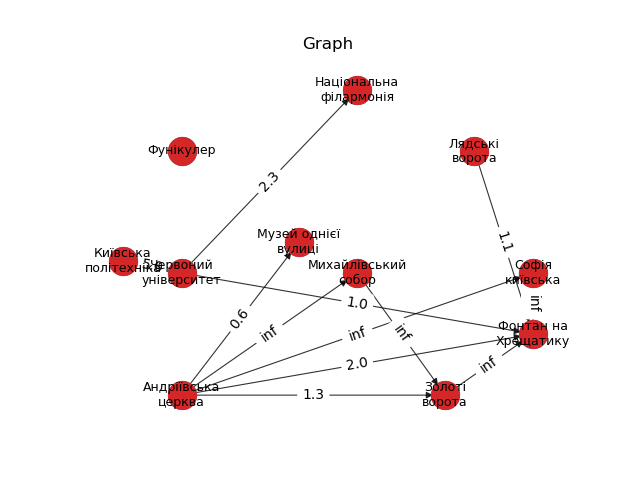 Graph
Національна
філармонія
Фунікулер
Лядські
ворота
2.3
Музей однієї
вулиці
1.1
Київська
політехніка
Червоний
університет
Михайлівський
собор
Софія
київська
inf
1.0
0.6
inf
inf
inf
Фонтан на
Хрещатику
2.0
inf
Андріївська
церква
1.3
Золоті
ворота